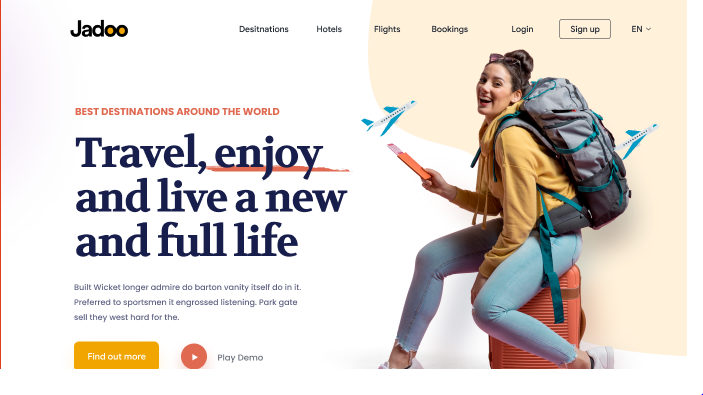 Jadoo
Desitnations
Hotels
Flights
Bookings
Login
Sign up
EN
BEST DESTINATIONS AROUND THE WORLD
Travel, enjoy
and live a new
and full life
Built Wicket longer admire do barton vanity itself do in it.
Preferred to sportsmen it engrossed listening. Park gate
sell they west hard for the.
Find out more
Play Demo